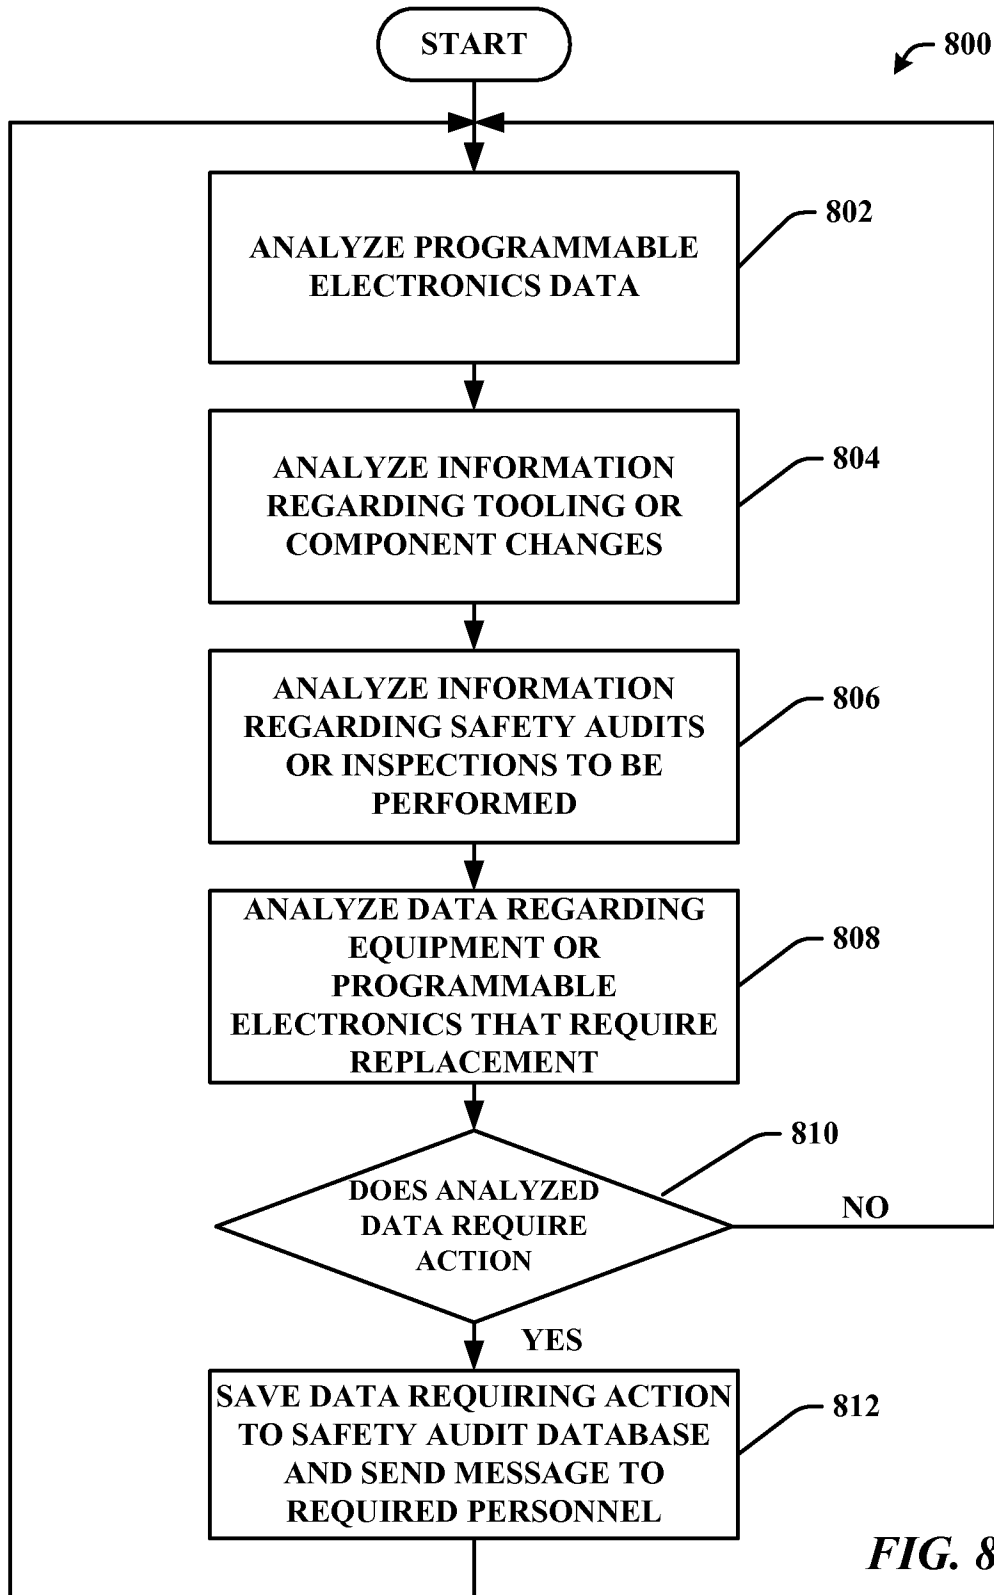 START
800
ANALYZE PROGRAMMABLE
ELECTRONICS DATA
802
ANALYZE INFORMATION
REGARDING TOOLING OR
COMPONENT CHANGES
804
ANALYZE INFORMATION
REGARDING SAFETY AUDITS
OR INSPECTIONS TO BE
PERFORMED
806
ANALYZE DATA REGARDING
EQUIPMENT OR
PROGRAMMABLE
ELECTRONICS THAT REQUIRE
REPLACEMENT
808
DOES ANALYZED
DATA REQUIRE
ACTION
810
NO
YES
SAVE DATA REQUIRING ACTION
TO SAFETY AUDIT DATABASE
AND SEND MESSAGE TO
REQUIRED PERSONNEL
812
FIG. 8